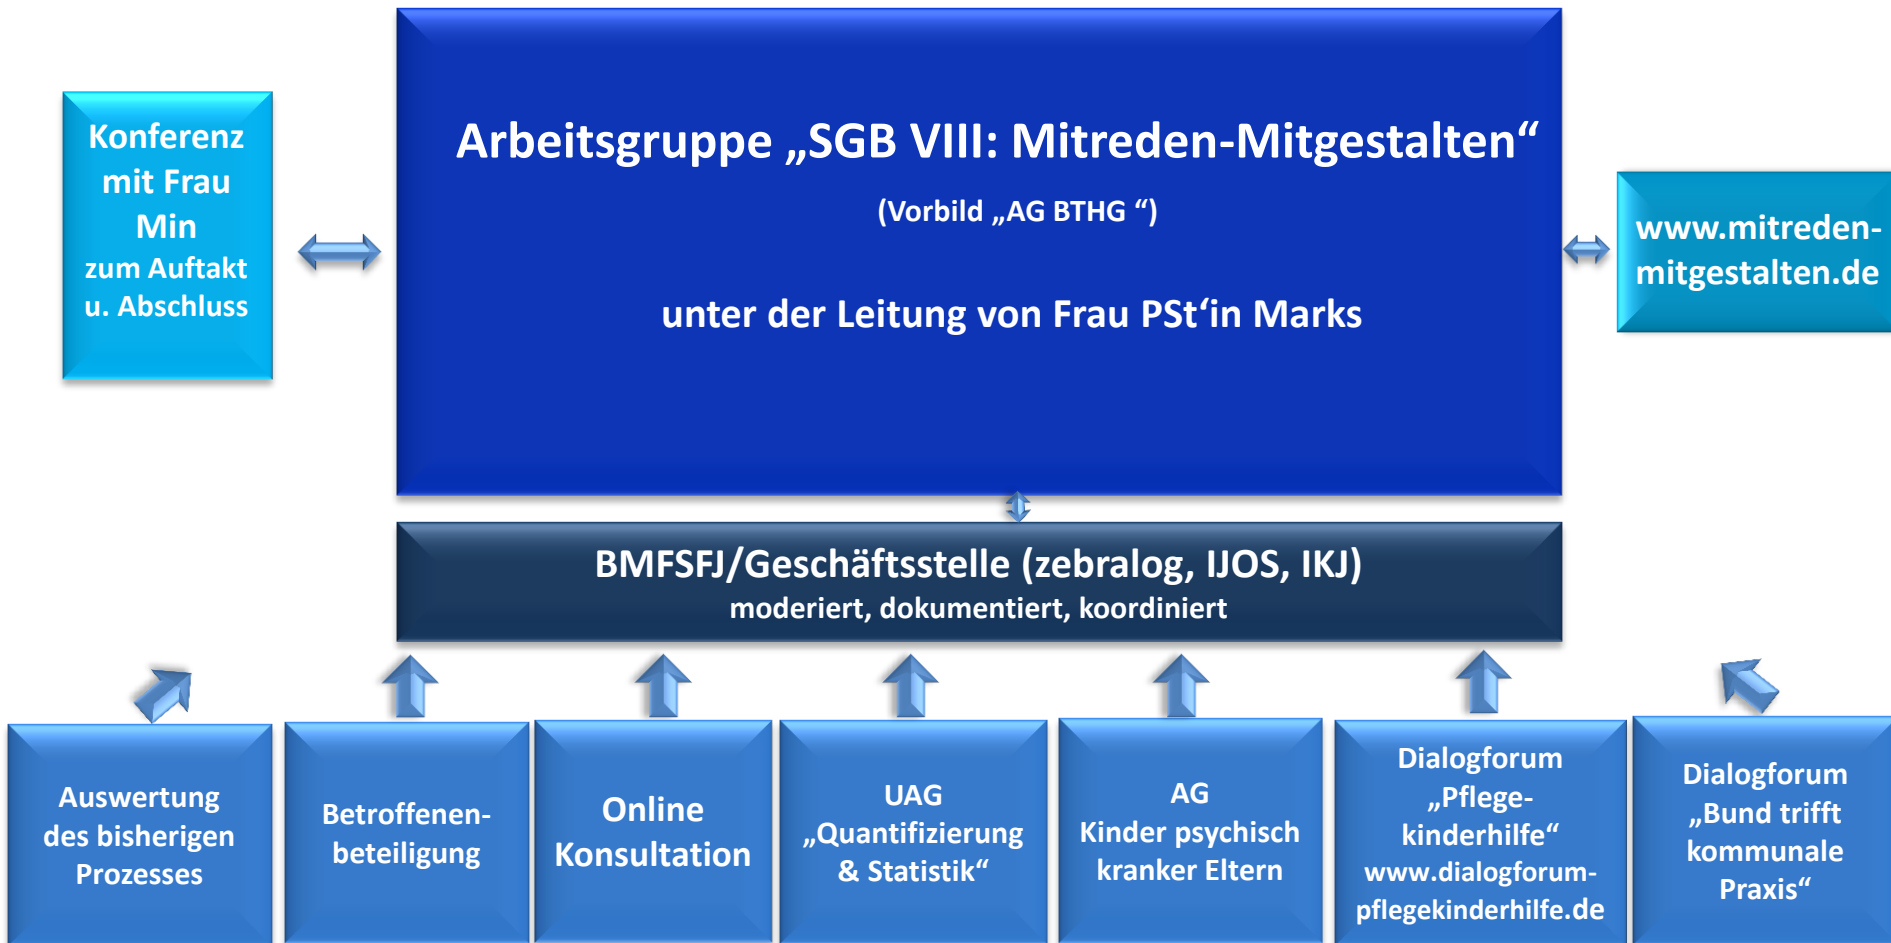 Konferenz
mit Frau
Min
zum Auftakt
u. Abschluss
Arbeitsgruppe „SGB VIII: Mitreden-Mitgestalten“
(Vorbild „AG BTHG “)
unter der Leitung von Frau PSt‘in Marks
www.mitreden-
mitgestalten.de
BMFSFJ/Geschäftsstelle (zebralog, IJOS, IKJ)
moderiert, dokumentiert, koordiniert
Auswertung
des bisherigen
Prozesses
Betroffenen-
beteiligung
Online
Konsultation
UAG
„Quantifizierung
& Statistik“
AG
Kinder psychisch
kranker Eltern
Dialogforum
„Pflege-
kinderhilfe“
www.dialogforum-
pflegekinderhilfe.de
Dialogforum
„Bund trifft
kommunale
Praxis“